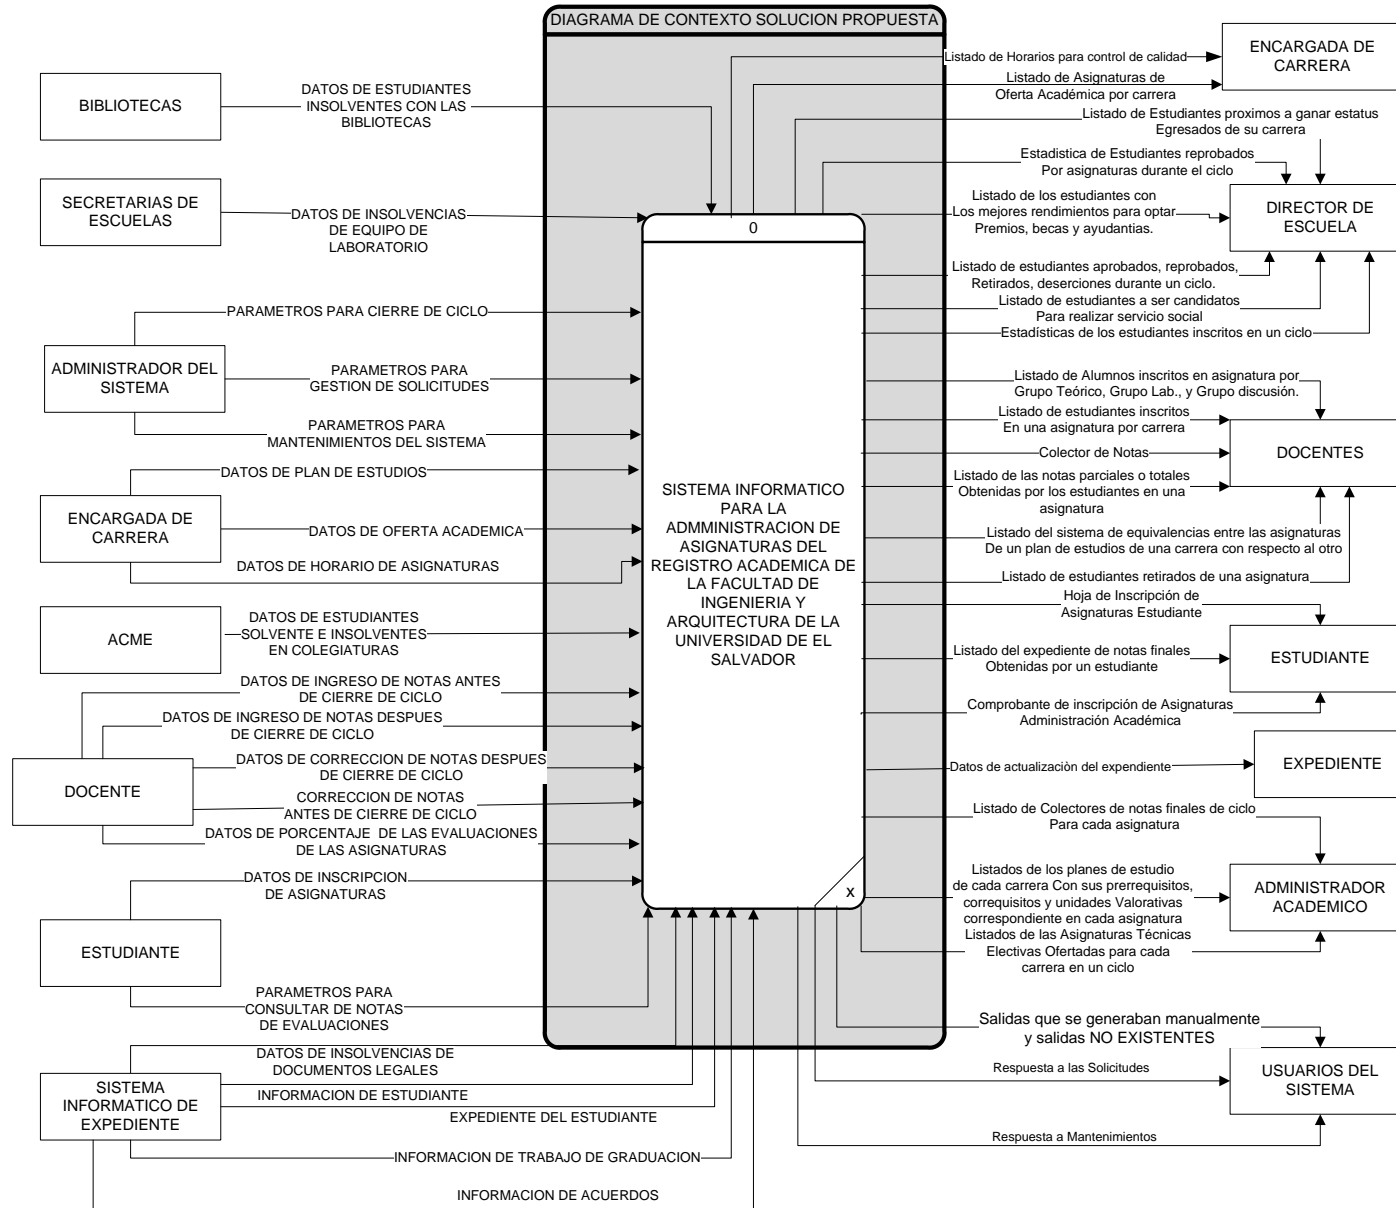 DIAGRAMA DE CONTEXTO SOLUCION PROPUESTA
BIBLIOTECAS
DATOS DE ESTUDIANTES
INSOLVENTES CON LAS
BIBLIOTECAS
SECRETARIAS DE
ESCUELAS
DATOS DE INSOLVENCIAS
DE EQUIPO DE
LABORATORIO
PARAMETROS PARA CIERRE DE CICLO
ADMINISTRADOR DEL
SISTEMA
PARAMETROS PARA
GESTION DE SOLICITUDES
PARAMETROS PARA
MANTENIMIENTOS DEL SISTEMA
DATOS DE PLAN DE ESTUDIOS
ENCARGADA DE
CARRERA
DATOS DE OFERTA ACADEMICA
DATOS DE HORARIO DE ASIGNATURAS
ACME
DATOS DE ESTUDIANTES
SOLVENTE E INSOLVENTES
EN COLEGIATURAS
DATOS DE INGRESO DE NOTAS ANTES
DE CIERRE DE CICLO
DATOS DE INGRESO DE NOTAS DESPUES
DE CIERRE DE CICLO
DOCENTE
DATOS DE CORRECCION DE NOTAS DESPUES
DE CIERRE DE CICLO
CORRECCION DE NOTAS
ANTES DE CIERRE DE CICLO
DATOS DE PORCENTAJE  DE LAS EVALUACIONES
DE LAS ASIGNATURAS
DATOS DE INSCRIPCION
DE ASIGNATURAS
ESTUDIANTE
PARAMETROS PARA
CONSULTAR DE NOTAS
DE EVALUACIONES
SISTEMA
INFORMATICO DE
EXPEDIENTE
DATOS DE INSOLVENCIAS DE
DOCUMENTOS LEGALES
INFORMACION DE ESTUDIANTE
EXPEDIENTE DEL ESTUDIANTE
INFORMACION DE TRABAJO DE GRADUACION
INFORMACION DE ACUERDOS
0
SISTEMA INFORMATICO
PARA LA
ADMMINISTRACION DE
ASIGNATURAS DEL
REGISTRO ACADEMICA DE
LA FACULTAD DE
INGENIERIA Y
ARQUITECTURA DE LA
UNIVERSIDAD DE EL
SALVADOR
X
Listado de Horarios para control de calidad
Listado de Asignaturas de
Oferta Académica por carrera
ENCARGADA DE
CARRERA
Listado de Estudiantes proximos a ganar estatus
Egresados de su carrera
Estadistica de Estudiantes reprobados
Por asignaturas durante el ciclo
Listado de los estudiantes con
Los mejores rendimientos para optar
Premios, becas y ayudantias.
DIRECTOR DE
ESCUELA
Listado de estudiantes aprobados, reprobados,
Retirados, deserciones durante un ciclo.
Listado de estudiantes a ser candidatos
Para realizar servicio social
Estadísticas de los estudiantes inscritos en un ciclo
Listado de Alumnos inscritos en asignatura por
Grupo Teórico, Grupo Lab., y Grupo discusión.
Listado de estudiantes inscritos
En una asignatura por carrera
Colector de Notas
DOCENTES
Listado de las notas parciales o totales
Obtenidas por los estudiantes en una
asignatura
Listado del sistema de equivalencias entre las asignaturas
De un plan de estudios de una carrera con respecto al otro
Listado de estudiantes retirados de una asignatura
Hoja de Inscripción de
Asignaturas Estudiante
Listado del expediente de notas finales
Obtenidas por un estudiante
ESTUDIANTE
Comprobante de inscripción de Asignaturas
Administración Académica
Datos de actualizaciòn del expendiente
EXPEDIENTE
Listado de Colectores de notas finales de ciclo
Para cada asignatura
Listados de los planes de estudio
de cada carrera Con sus prerrequisitos,
correquisitos y unidades Valorativas
correspondiente en cada asignatura
ADMINISTRADOR
ACADEMICO
Listados de las Asignaturas Técnicas
Electivas Ofertadas para cada
carrera en un ciclo
Salidas que se generaban manualmente
y salidas NO EXISTENTES
Respuesta a las Solicitudes
USUARIOS DEL
SISTEMA
Respuesta a Mantenimientos